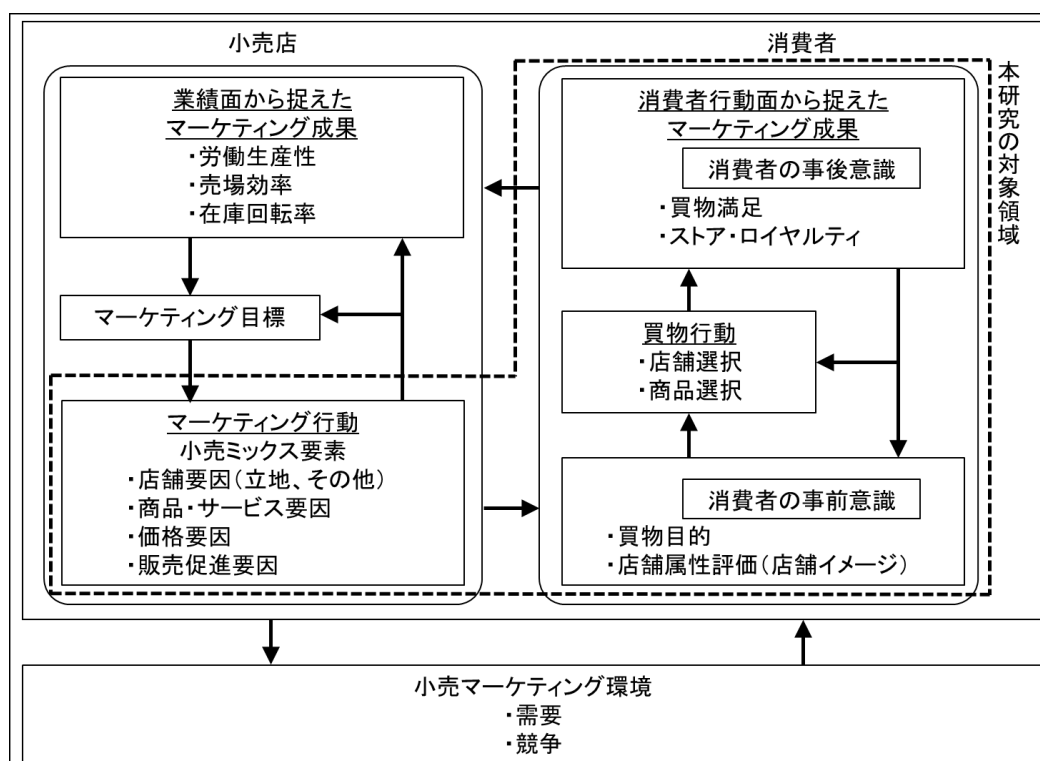 小売店
業績面から捉えた
マーケティング成果
・労働生産性
・売場効率
・在庫回転率
マーケティング目標
マーケティング行動
小売ミックス要素
・店舗要因（立地、その他）
・商品・サービス要因
・価格要因
・販売促進要因
消費者
消費者行動面から捉えた
マーケティング成果
消費者の事後意識
・買物満足
・ストア・ロイヤルティ
買物行動
・店舗選択
・商品選択
消費者の事前意識
・買物目的
・店舗属性評価（店舗イメージ）
本研究の対象領域
小売マーケティング環境
・需要
・競争